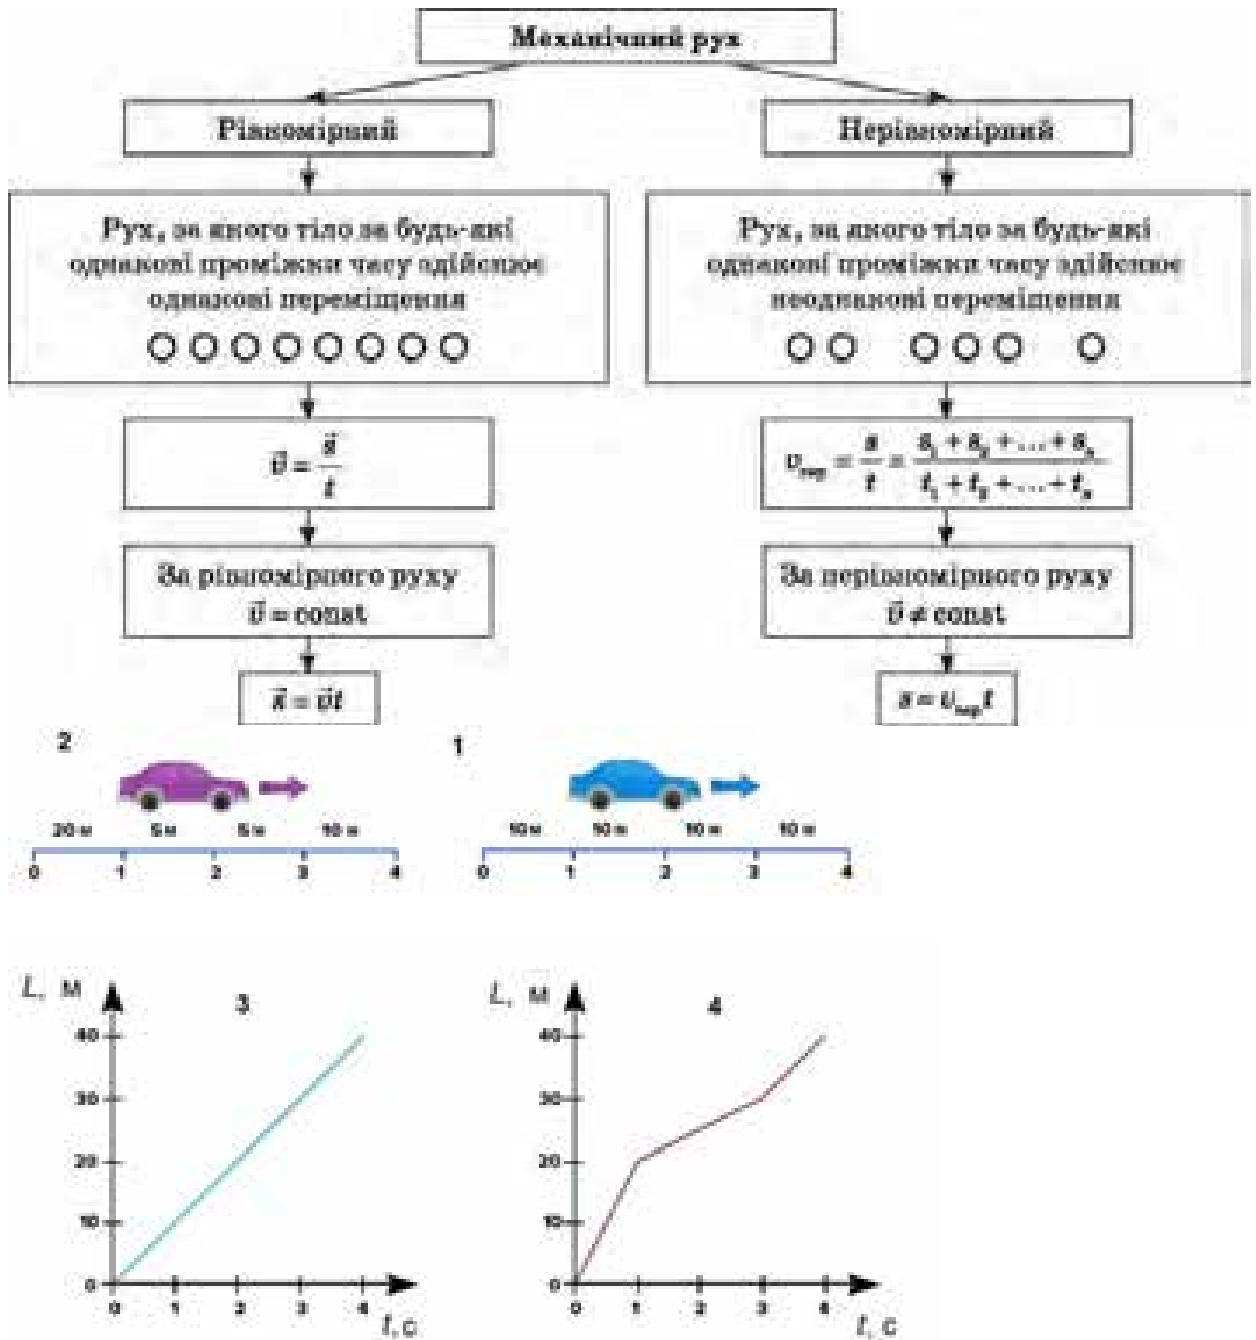 Механічний рух
Рівномірний
Нерівномірний
Рух, за якого тіло за будь-які
однакові проміжки часу здійснює
однакові переміщення
Рух, за якого тіло за будь-які
однакові проміжки часу здійснює
неоднакові переміщення
v⃗ = s⃗ / t
v_сер = s / t = (s₁ + s₂ + ... + sₙ) / (t₁ + t₂ + ... + tₙ)
За рівномірного руху
v⃗ = const
За нерівномірного руху
v⃗ ≠ const
s⃗ = v⃗t
s = v_сер t
2
20 м 5 м 5 м 10 м
0 1 2 3 4
1
10 м 10 м 10 м 10 м
0 1 2 3 4
L, м
3
40
30
20
10
0
0 1 2 3 4
t, с
L, м
4
40
30
20
10
0
0 1 2 3 4
t, с